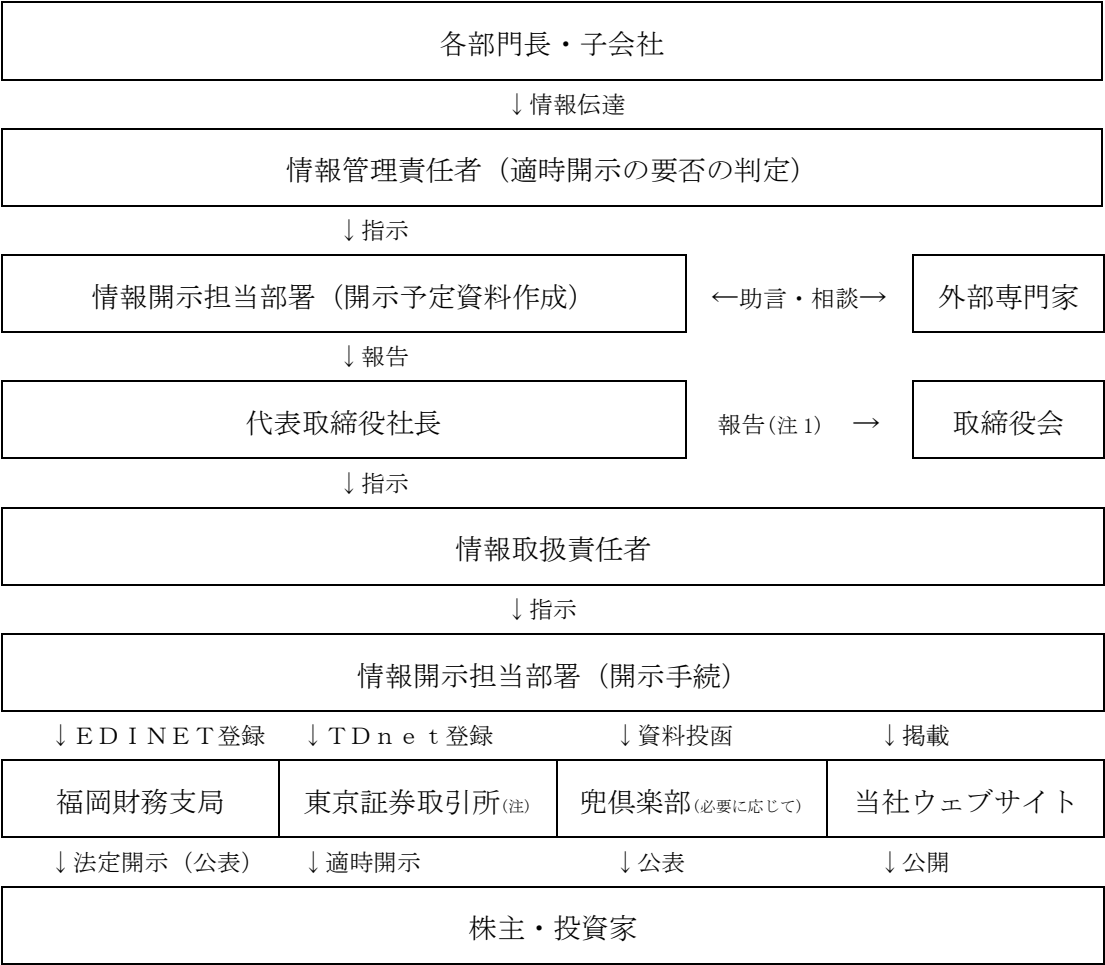 各部門長・子会社
↓情報伝達
情報管理責任者（適時開示の要否の判定）
↓指示
情報開示担当部署（開示予定資料作成） ←助言・相談→ 外部専門家
↓報告
代表取締役社長 報告(注1) → 取締役会
↓指示
情報取扱責任者
↓指示
情報開示担当部署（開示手続）
↓ＥＤＩＮＥＴ登録 ↓ＴＤｎｅｔ登録 ↓資料投函 ↓掲載
福岡財務支局 東京証券取引所(注) 兜倶楽部(必要に応じて) 当社ウェブサイト
↓法定開示（公表） ↓適時開示 ↓公表 ↓公開
株主・投資家